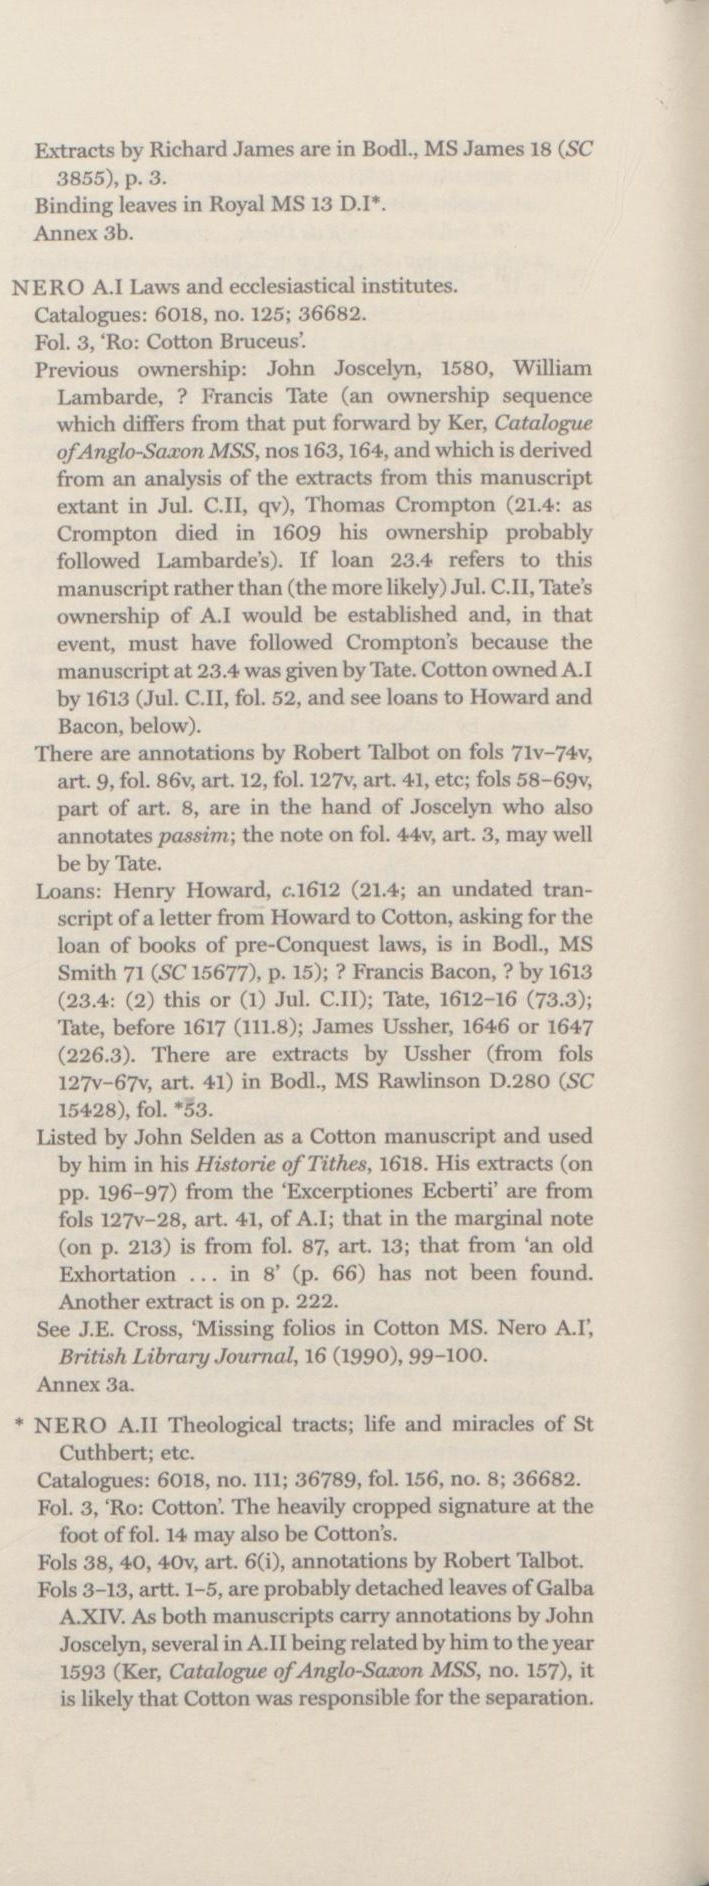 Extracts by Richard James are in Bodl., MS James 18 (SC
3855), p. 3.
Binding leaves in Royal MS 13 D.I*.
Annex 3b.
NERO A.I Laws and ecclesiastical institutes.
Catalogues: 6018, no. 125; 36682.
Fol. 3, ‘Ro: Cotton Bruceus’.
Previous ownership: John Joscelyn, 1580, William
Lambarde, ? Francis Tate (an ownership sequence
which differs from that put forward by Ker, Catalogue
of Anglo-Saxon MSS, nos 163, 164, and which is derived
from an analysis of the extracts from this manuscript
extant in Jul. C.II, qv), Thomas Crompton (21.4: as
Crompton died in 1609 his ownership probably
followed Lambarde's). If loan 23.4 refers to this
manuscript rather than (the more likely) Jul. C.II, Tate's
ownership of A.I would be established and, in that
event, must have followed Crompton's because the
manuscript at 23.4 was given by Tate. Cotton owned A.I
by 1613 (Jul. C.II, fol. 52, and see loans to Howard and
Bacon, below).
There are annotations by Robert Talbot on fols 71v–74v,
art. 9, fol. 86v, art. 12, fol. 127v, art. 41, etc; fols 58–69v,
part of art. 8, are in the hand of Joscelyn who also
annotates passim; the note on fol. 44v, art. 3, may well
be by Tate.
Loans: Henry Howard, c.1612 (21.4; an undated tran-
script of a letter from Howard to Cotton, asking for the
loan of books of pre-Conquest laws, is in Bodl., MS
Smith 71 (SC 15677), p. 15); ? Francis Bacon, ? by 1613
(23.4: (2) this or (1) Jul. C.II); Tate, 1612–16 (73.3);
Tate, before 1617 (111.8); James Ussher, 1646 or 1647
(226.3). There are extracts by Ussher (from fols
127v–67v, art. 41) in Bodl., MS Rawlinson D.280 (SC
15428), fol. *53.
Listed by John Selden as a Cotton manuscript and used
by him in his Historie of Tithes, 1618. His extracts (on
pp. 196–97) from the ‘Excerptiones Ecberti’ are from
fols 127v–28, art. 41, of A.I; that in the marginal note
(on p. 213) is from fol. 87, art. 13; that from ‘an old
Exhortation ... in 8’ (p. 66) has not been found.
Another extract is on p. 222.
See J.E. Cross, ‘Missing folios in Cotton MS. Nero A.I’,
British Library Journal, 16 (1990), 99–100.
Annex 3a.
* NERO A.II Theological tracts; life and miracles of St
Cuthbert; etc.
Catalogues: 6018, no. 111; 36789, fol. 156, no. 8; 36682.
Fol. 3, ‘Ro: Cotton’. The heavily cropped signature at the
foot of fol. 14 may also be Cotton's.
Fols 38, 40, 40v, art. 6(i), annotations by Robert Talbot.
Fols 3–13, artt. 1–5, are probably detached leaves of Galba
A.XIV. As both manuscripts carry annotations by John
Joscelyn, several in A.II being related by him to the year
1593 (Ker, Catalogue of Anglo-Saxon MSS, no. 157), it
is likely that Cotton was responsible for the separation.